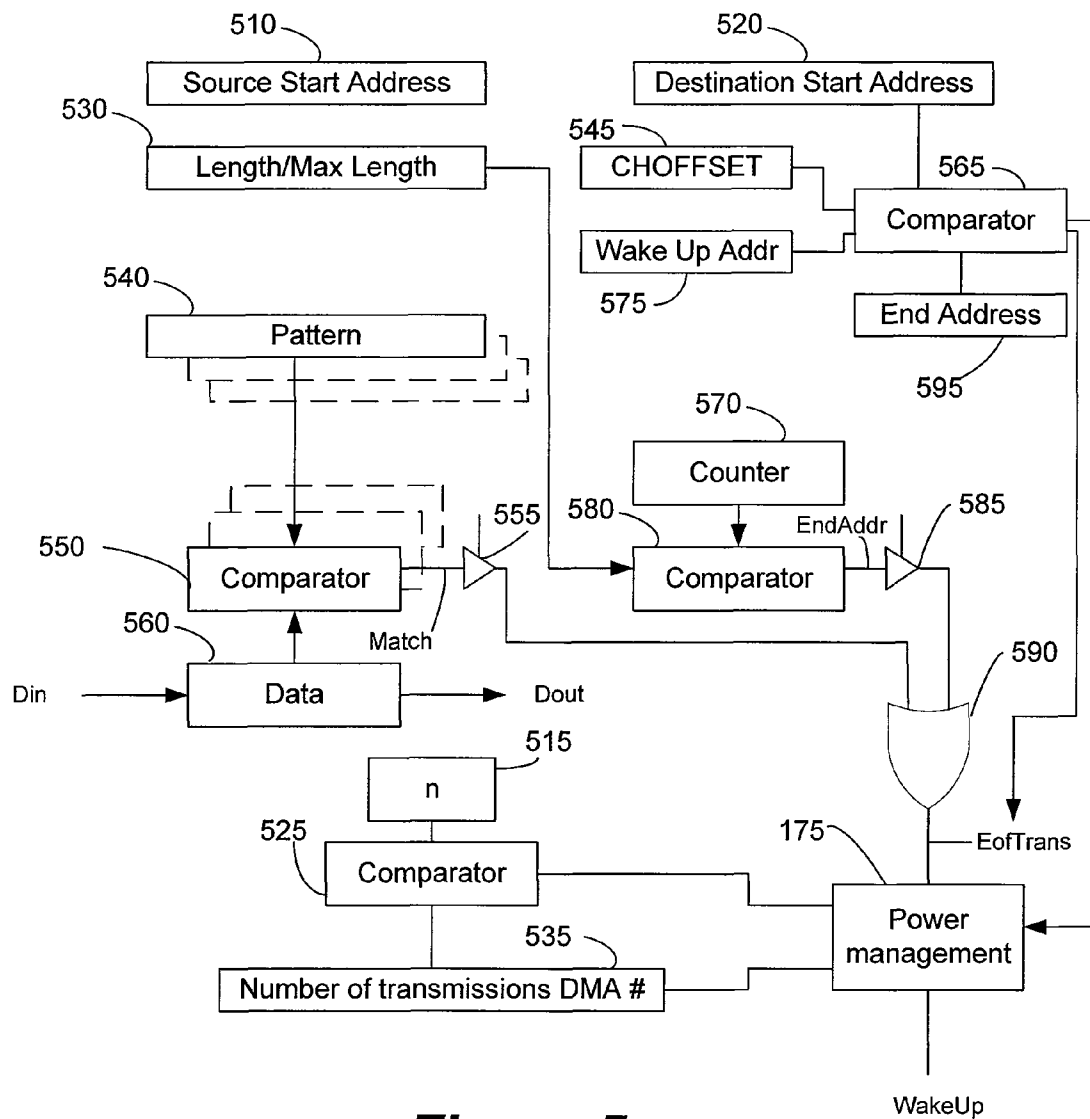 510
520
Source Start Address
Destination Start Address
530
545
Length/Max Length
CHOFFSET
565
Comparator
Wake Up Addr
575
540
End Address
Pattern
595
570
Counter
555
580
EndAddr
585
550
Comparator
Comparator
560
Match
590
Din
Data
Dout
515
n
525
175
EofTrans
Comparator
Power
management
535
Number of transmissions DMA #
WakeUp